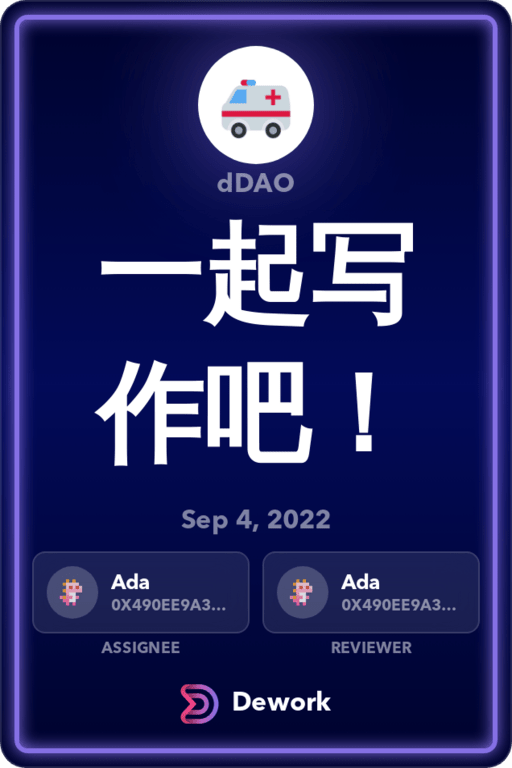 dDAO
一起写
作吧！
Sep 4, 2022
Ada
0X490EE9A3...
ASSIGNEE
Ada
0X490EE9A3...
REVIEWER
Dework